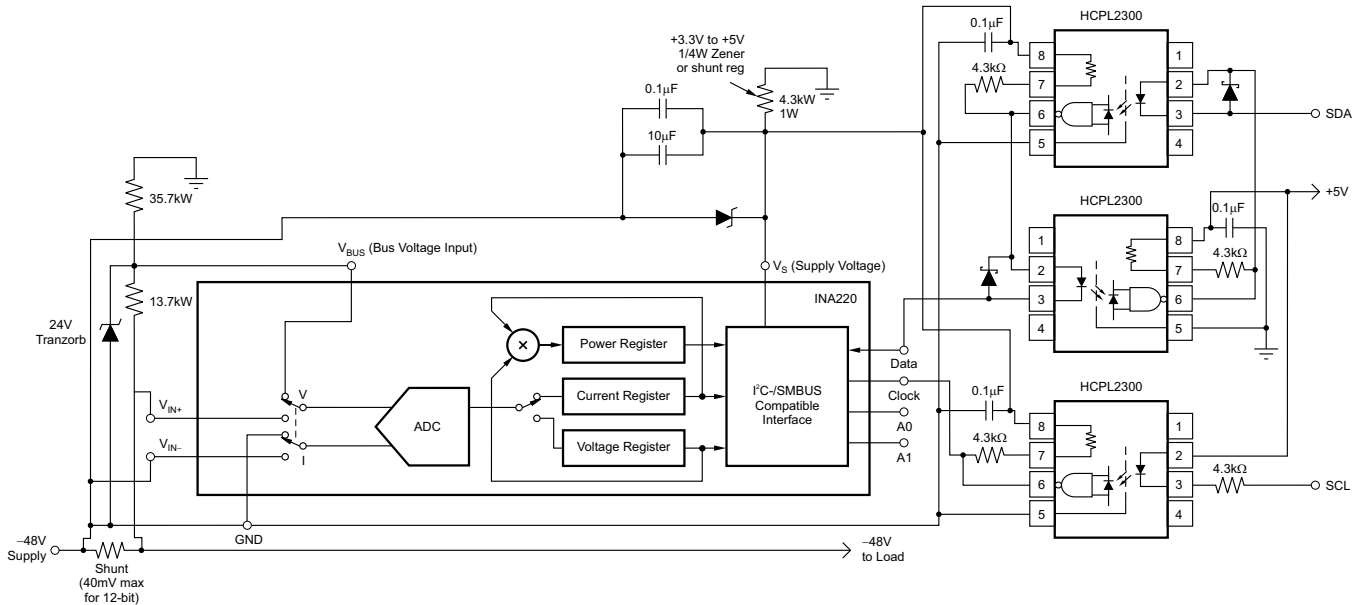 HCPL2300
0.1µF
+3.3V to +5V
1/4W Zener
or shunt reg
8
1
4.3kΩ
7
2
0.1µF
4.3kW
1W
6
3
SDA
10µF
5
4
35.7kW
HCPL2300
+5V
0.1µF
1
8
V_BUS (Bus Voltage Input)
4.3kΩ
2
7
V_S (Supply Voltage)
3
6
13.7kW
INA220
4
5
24V
Tranzorb
×
Power Register
Data
HCPL2300
V
I²C-/SMBUS
Compatible
Interface
Current Register
Clock
0.1µF
V_IN+
ADC
A0
8
1
4.3kΩ
V_IN–
I
Voltage Register
A1
7
2
6
3
4.3kΩ
SCL
5
4
GND
–48V
Supply
–48V
to Load
Shunt
(40mV max
for 12-bit)